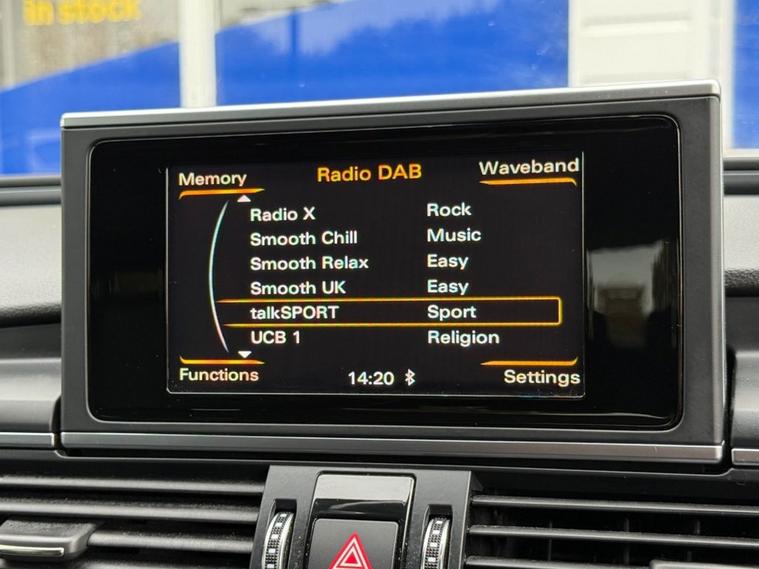 in stock
Memory Radio DAB Waveband
Radio X Rock
Smooth Chill Music
Smooth Relax Easy
Smooth UK Easy
talkSPORT Sport
UCB 1 Religion
Functions 14:20 Settings